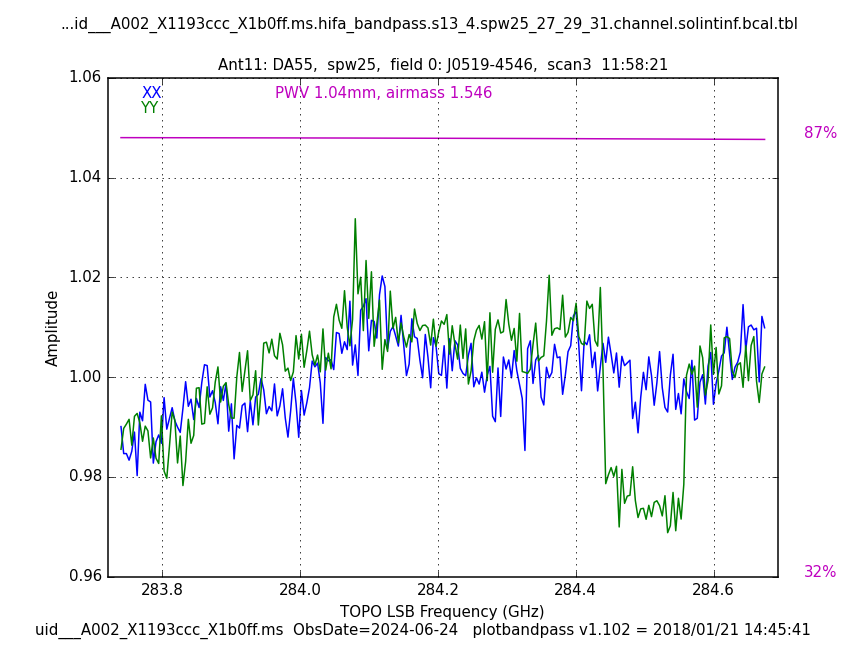 ...id___A002_X1193ccc_X1b0ff.ms.hifa_bandpass.s13_4.spw25_27_29_31.channel.solintinf.bcal.tbl
Ant11: DA55,  spw25,  field 0: J0519-4546,  scan3  11:58:21
1.06
XX
PWV 1.04mm, airmass 1.546
YY
87%
1.04
1.02
Amplitude
1.00
0.98
0.96
32%
283.8
284.0
284.2
284.4
284.6
TOPO LSB Frequency (GHz)
uid___A002_X1193ccc_X1b0ff.ms  ObsDate=2024-06-24   plotbandpass v1.102 = 2018/01/21 14:45:41